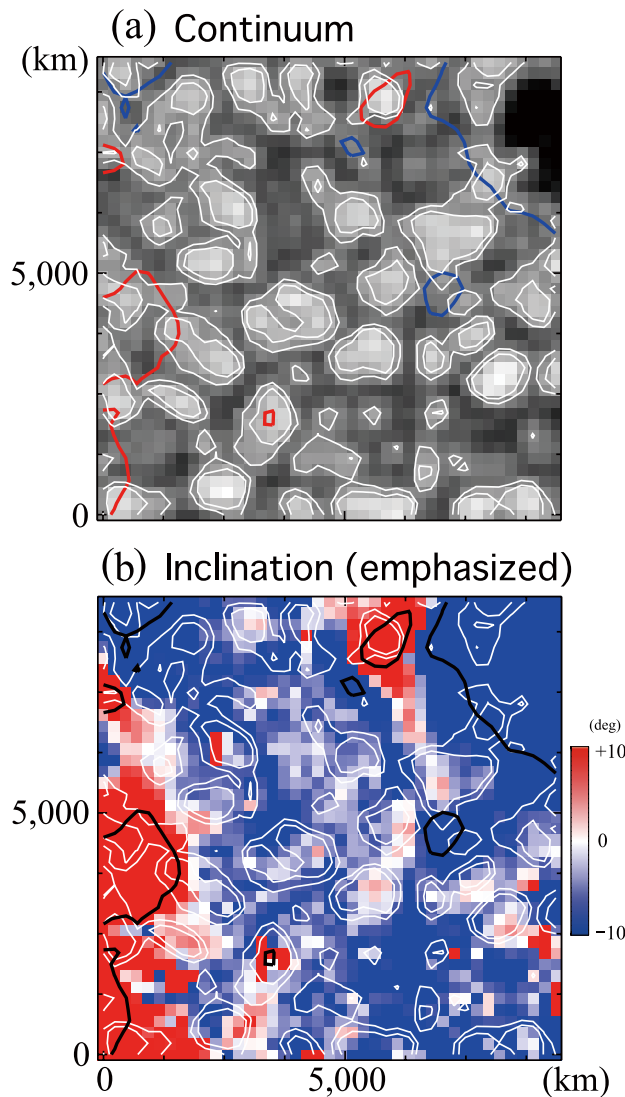 (a) Continuum
(km)
5,000
0
(b) Inclination (emphasized)
(deg)
+10
0
−10
5,000
0
0 5,000 (km)